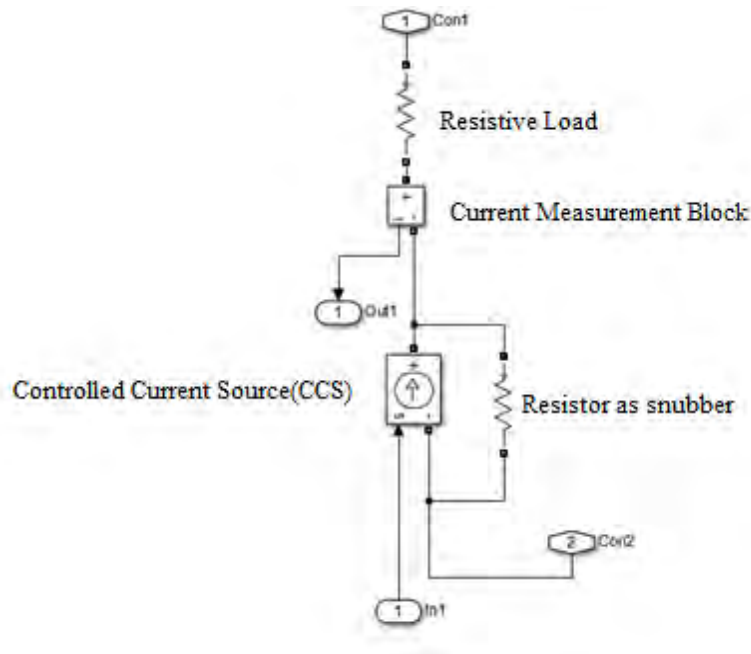 1 Con1
Resistive Load
+
Current Measurement Block
1 Out1
+
Controlled Current Source(CCS)
Resistor as snubber
2 Con2
1 In1